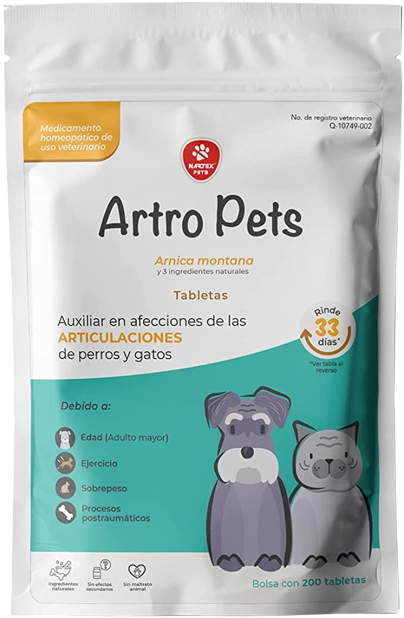 Medicamento
homeopático de
uso veterinario
No. de registro veterinario
Q-10749-002
NARTEX
PETS
Artro Pets
Arnica montana
y 3 ingredientes naturales
Tabletas
Auxiliar en afecciones de las
ARTICULACIONES
de perros y gatos
Rinde
33
días*
*Ver tabla al
reverso
Debido a:
Edad (Adulto mayor)
Ejercicio
Sobrepeso
Procesos
postraumáticos
Ingredientes
naturales
Sin efectos
secundarios
Sin maltrato
animal
Bolsa con 200 tabletas